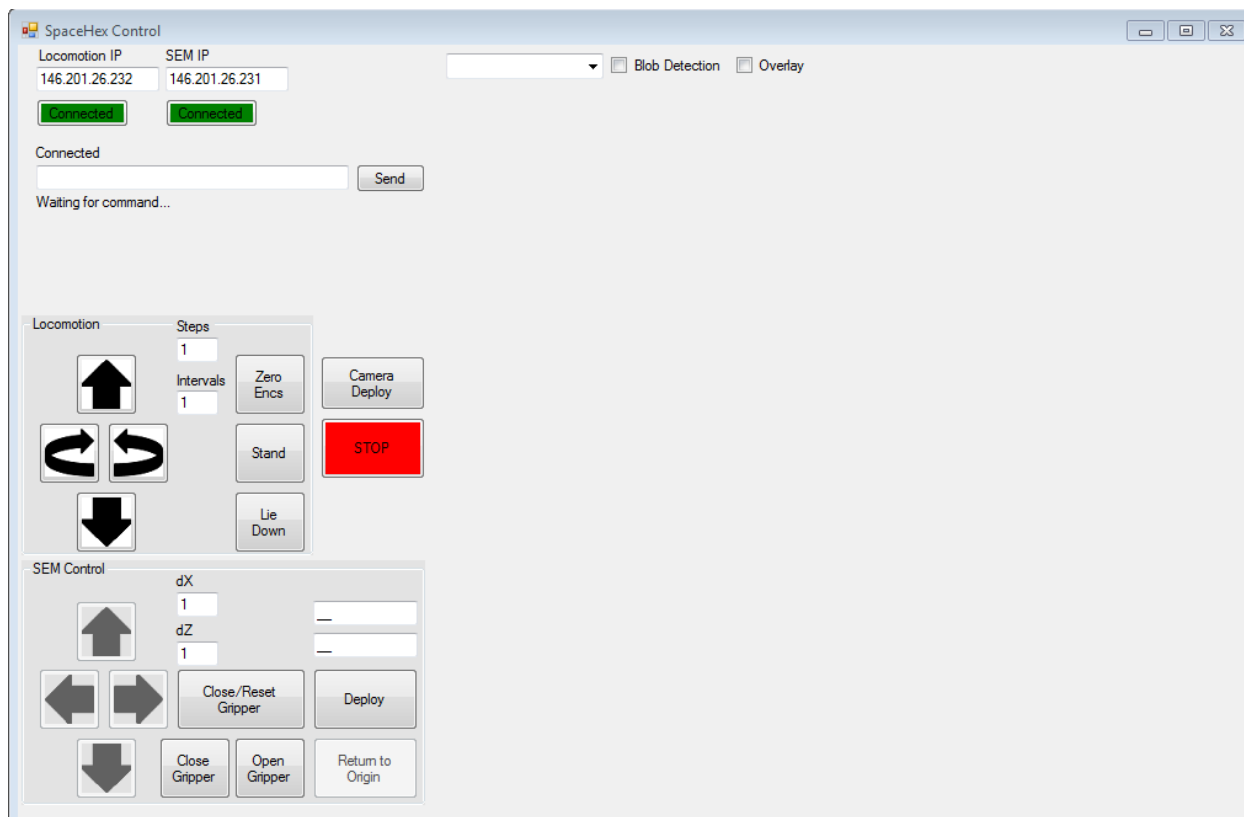 SpaceHex Control
Locomotion IP SEM IP
146.201.26.232 146.201.26.231
Blob Detection Overlay
Connected Connected
Connected
Send
Waiting for command...
Locomotion
Steps
1
Intervals
1
Zero
Encs
Camera
Deploy
Stand
STOP
Lie
Down
SEM Control
dX
1
dZ
1
__
__
Close/Reset
Gripper
Deploy
Close
Gripper
Open
Gripper
Return to
Origin